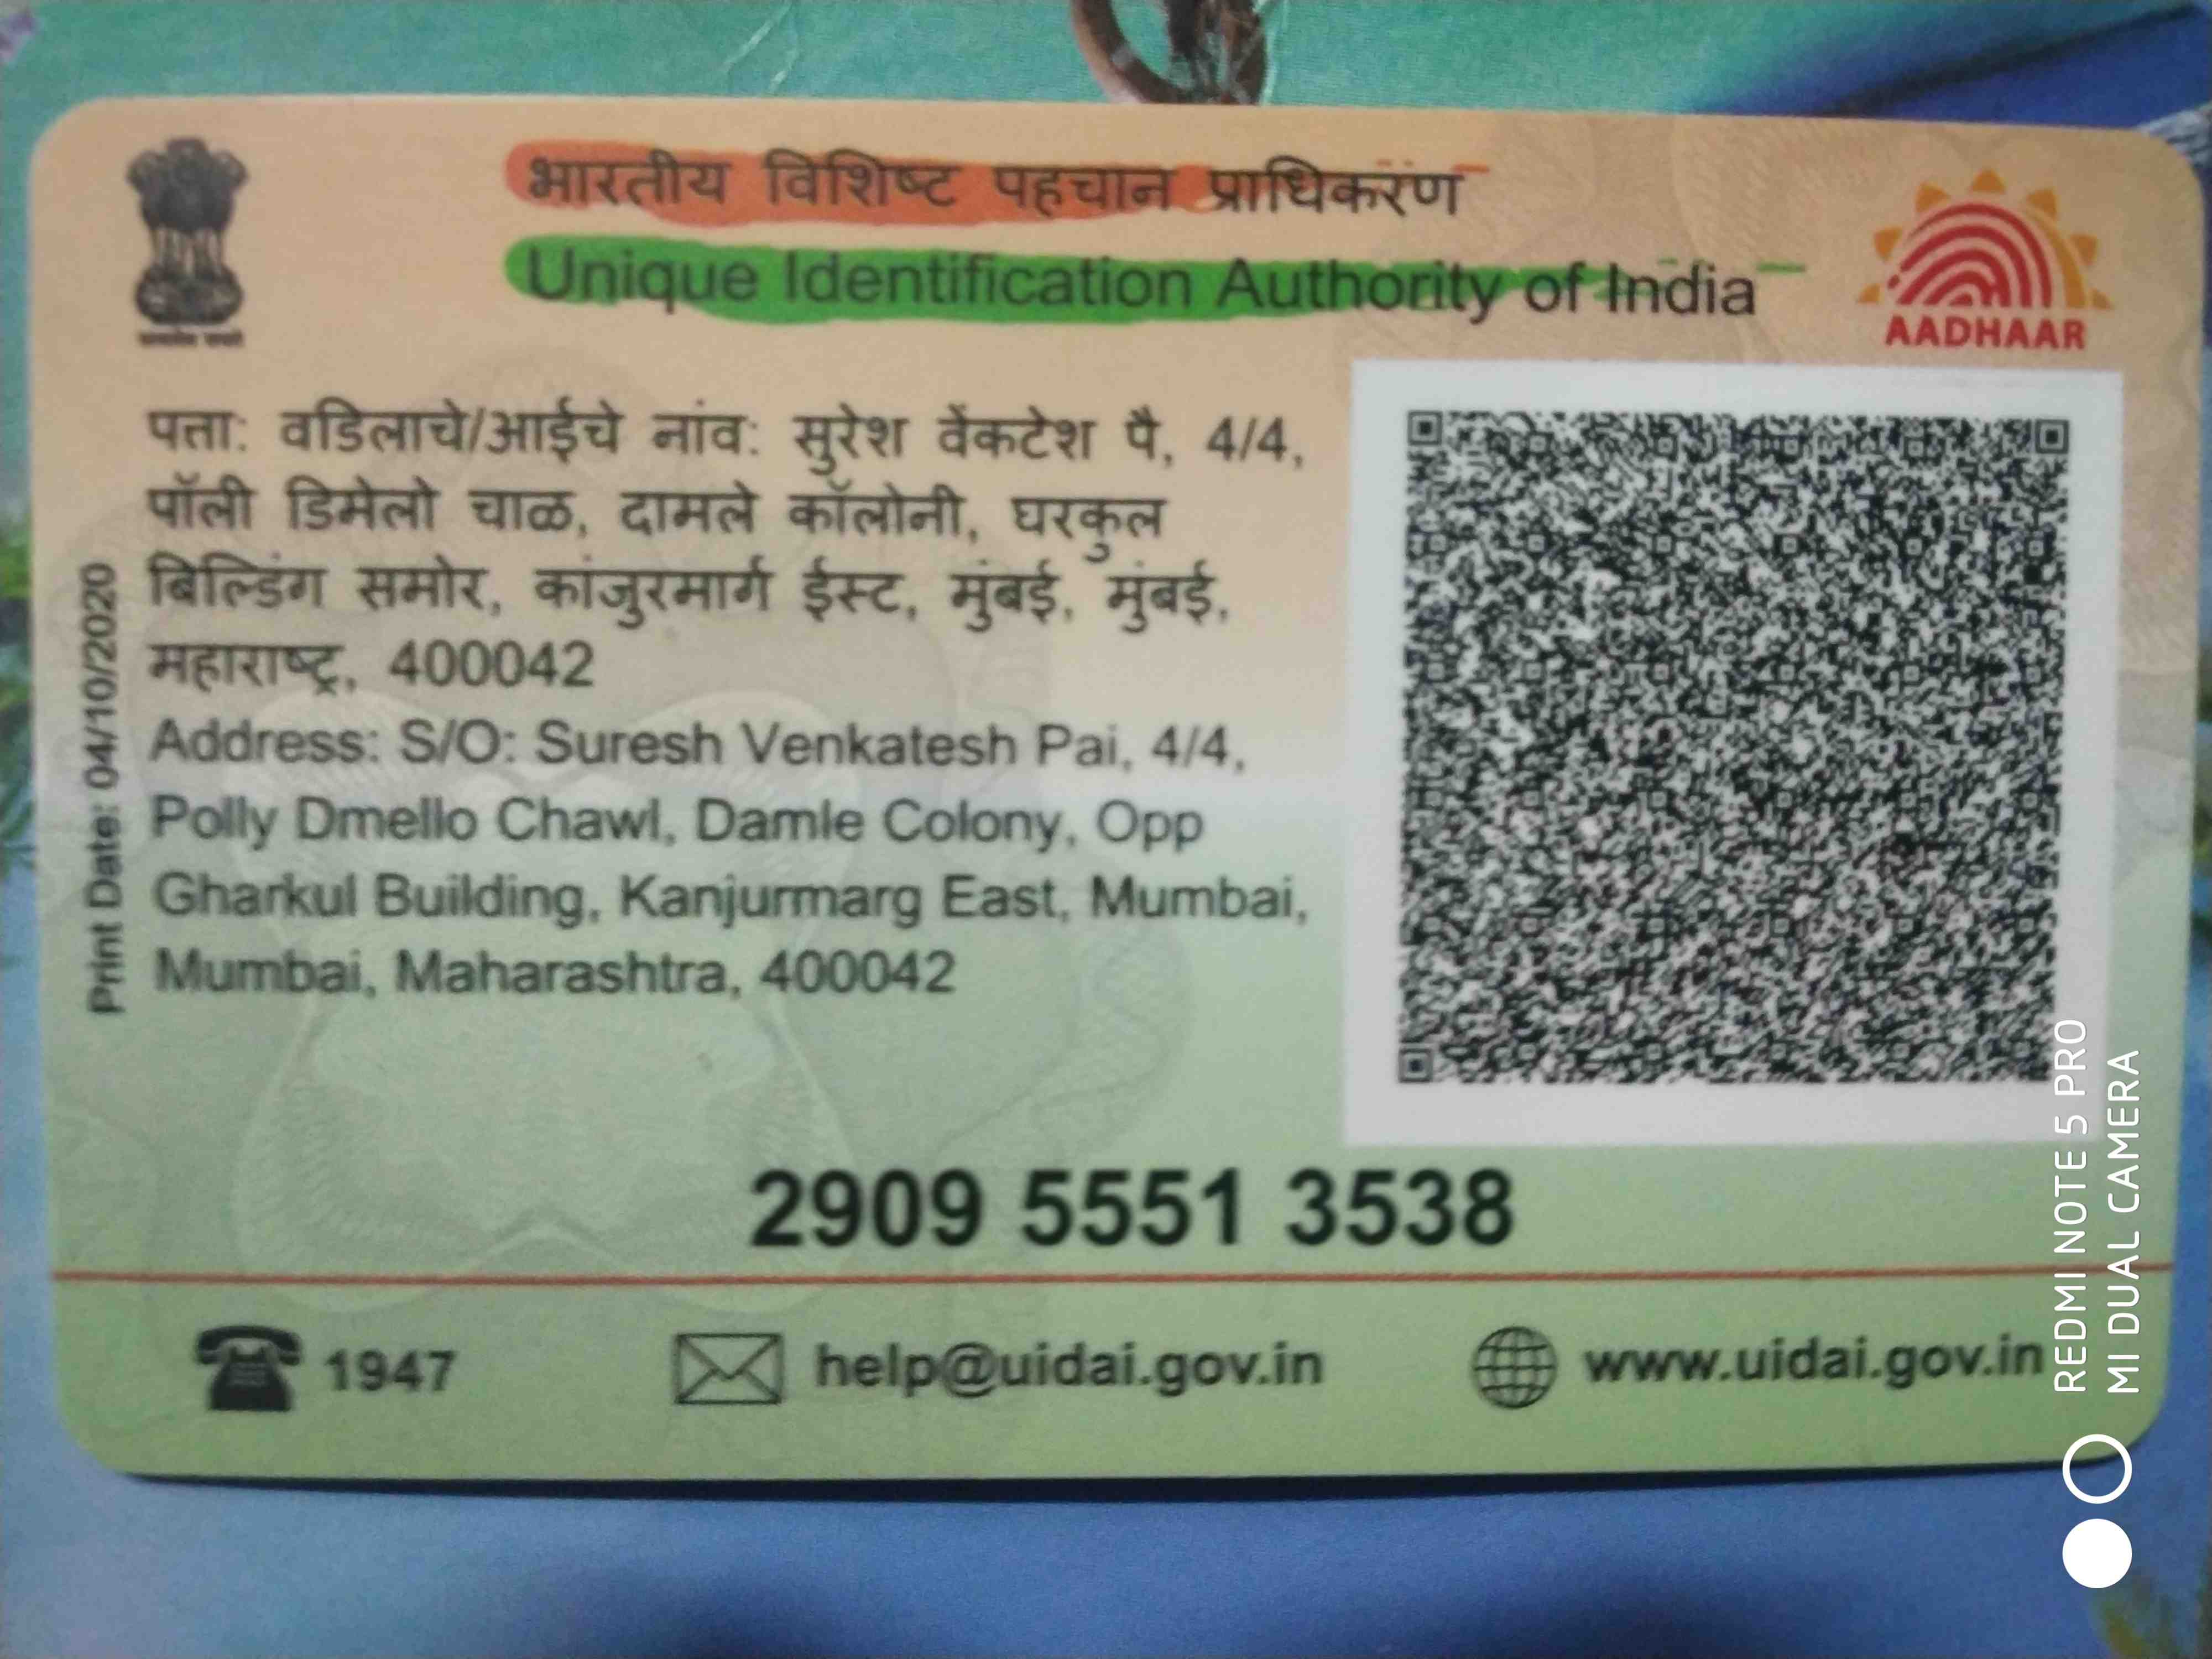 भारतीय विशिष्ट पहचान प्राधिकरण
Unique Identification Authority of India
AADHAAR
पत्ता: वडिलाचे/आईचे नांव: सुरेश वेंकटेश पै, 4/4,
पॉली डिमेलो चाळ, दामले कॉलोनी, घरकुल
बिल्डिंग समोर, कांजुरमार्ग ईस्ट, मुंबई, मुंबई,
महाराष्ट्र, 400042
Address: S/O: Suresh Venkatesh Pai, 4/4,
Polly Dmello Chawl, Damle Colony, Opp
Gharkul Building, Kanjurmarg East, Mumbai,
Mumbai, Maharashtra, 400042
Print Date: 04/10/2020
2909 5551 3538
1947
help@uidai.gov.in
www.uidai.gov.in
REDMI NOTE 5 PRO
MI DUAL CAMERA